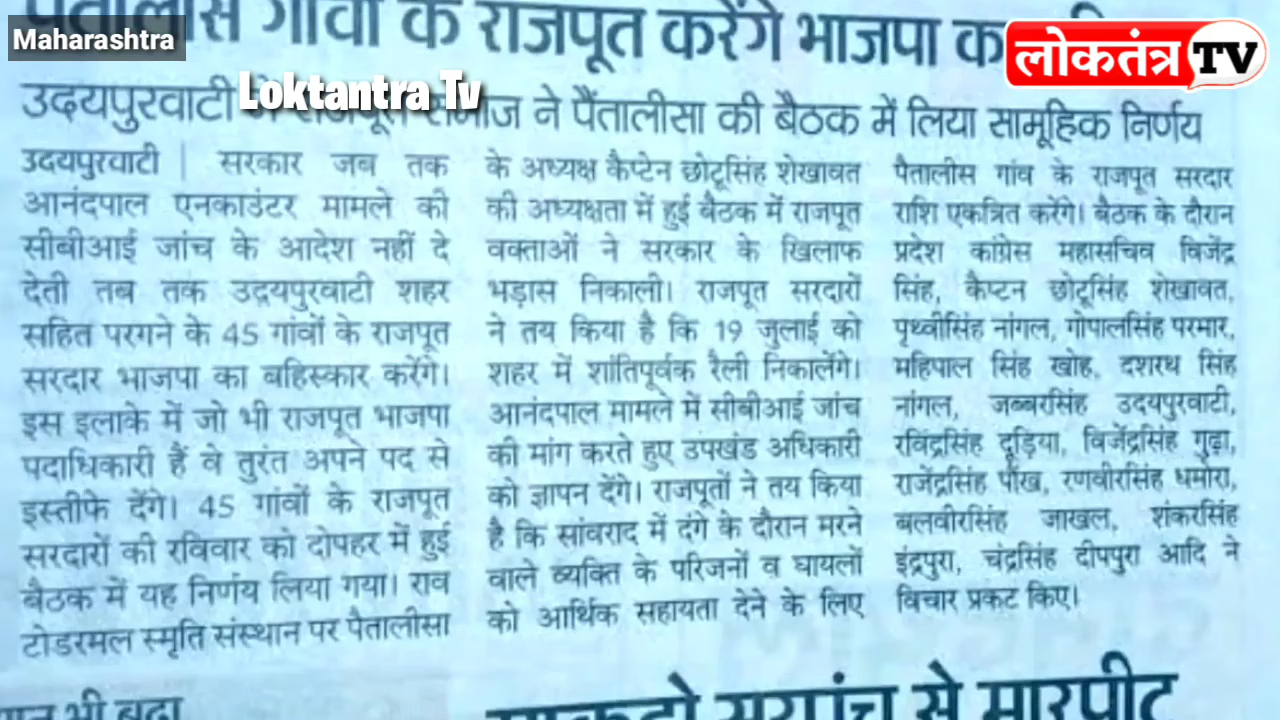 Maharashtra
गांवों के राजपूत करेंगे भाजपा का
लोकतंत्र TV
Loktantra Tv
उदयपुरवाटी में राजपूत समाज ने पैंतालीसा की बैठक में लिया सामूहिक निर्णय
उदयपुरवाटी | सरकार जब तक
आनंदपाल एनकाउंटर मामले की
सीबीआई जांच के आदेश नहीं दे
देती तब तक उदयपुरवाटी शहर
सहित परगने के 45 गांवों के राजपूत
सरदार भाजपा का बहिस्कार करेंगे।
इस इलाके में जो भी राजपूत भाजपा
पदाधिकारी हैं वे तुरंत अपने पद से
इस्तीफे देंगे। 45 गांवों के राजपूत
सरदारों की रविवार को दोपहर में हुई
बैठक में यह निर्णय लिया गया। राव
टोडरमल स्मृति संस्थान पर पैतालीसा
के अध्यक्ष कैप्टेन छोटूसिंह शेखावत
की अध्यक्षता में हुई बैठक में राजपूत
वक्ताओं ने सरकार के खिलाफ
भड़ास निकाली। राजपूत सरदारों
ने तय किया है कि 19 जुलाई को
शहर में शांतिपूर्वक रैली निकालेंगे।
आनंदपाल मामले में सीबीआई जांच
की मांग करते हुए उपखंड अधिकारी
को ज्ञापन देंगे। राजपूतों ने तय किया
है कि सांवराद में दंगे के दौरान मरने
वाले व्यक्ति के परिजनों व घायलों
को आर्थिक सहायता देने के लिए
पैतालीस गांव के राजपूत सरदार
राशि एकत्रित करेंगे। बैठक के दौरान
प्रदेश कांग्रेस महासचिव विजेंद्र
सिंह, कैप्टन छोटूसिंह शेखावत,
पृथ्वीसिंह नांगल, गोपालसिंह परमार,
महिपाल सिंह खोह, दशरथ सिंह
नांगल, जब्बरसिंह उदयपुरवाटी,
रविंद्रसिंह दूड़िया, विजेंद्रसिंह गुढ़ा,
राजेंद्रसिंह पौंख, रणवीरसिंह धमोरा,
बलवीरसिंह जाखल, शंकरसिंह
इंद्रपुरा, चंद्रसिंह दीपपुरा आदि ने
विचार प्रकट किए।
भी बढ़ा
सरपंच से मारपीट